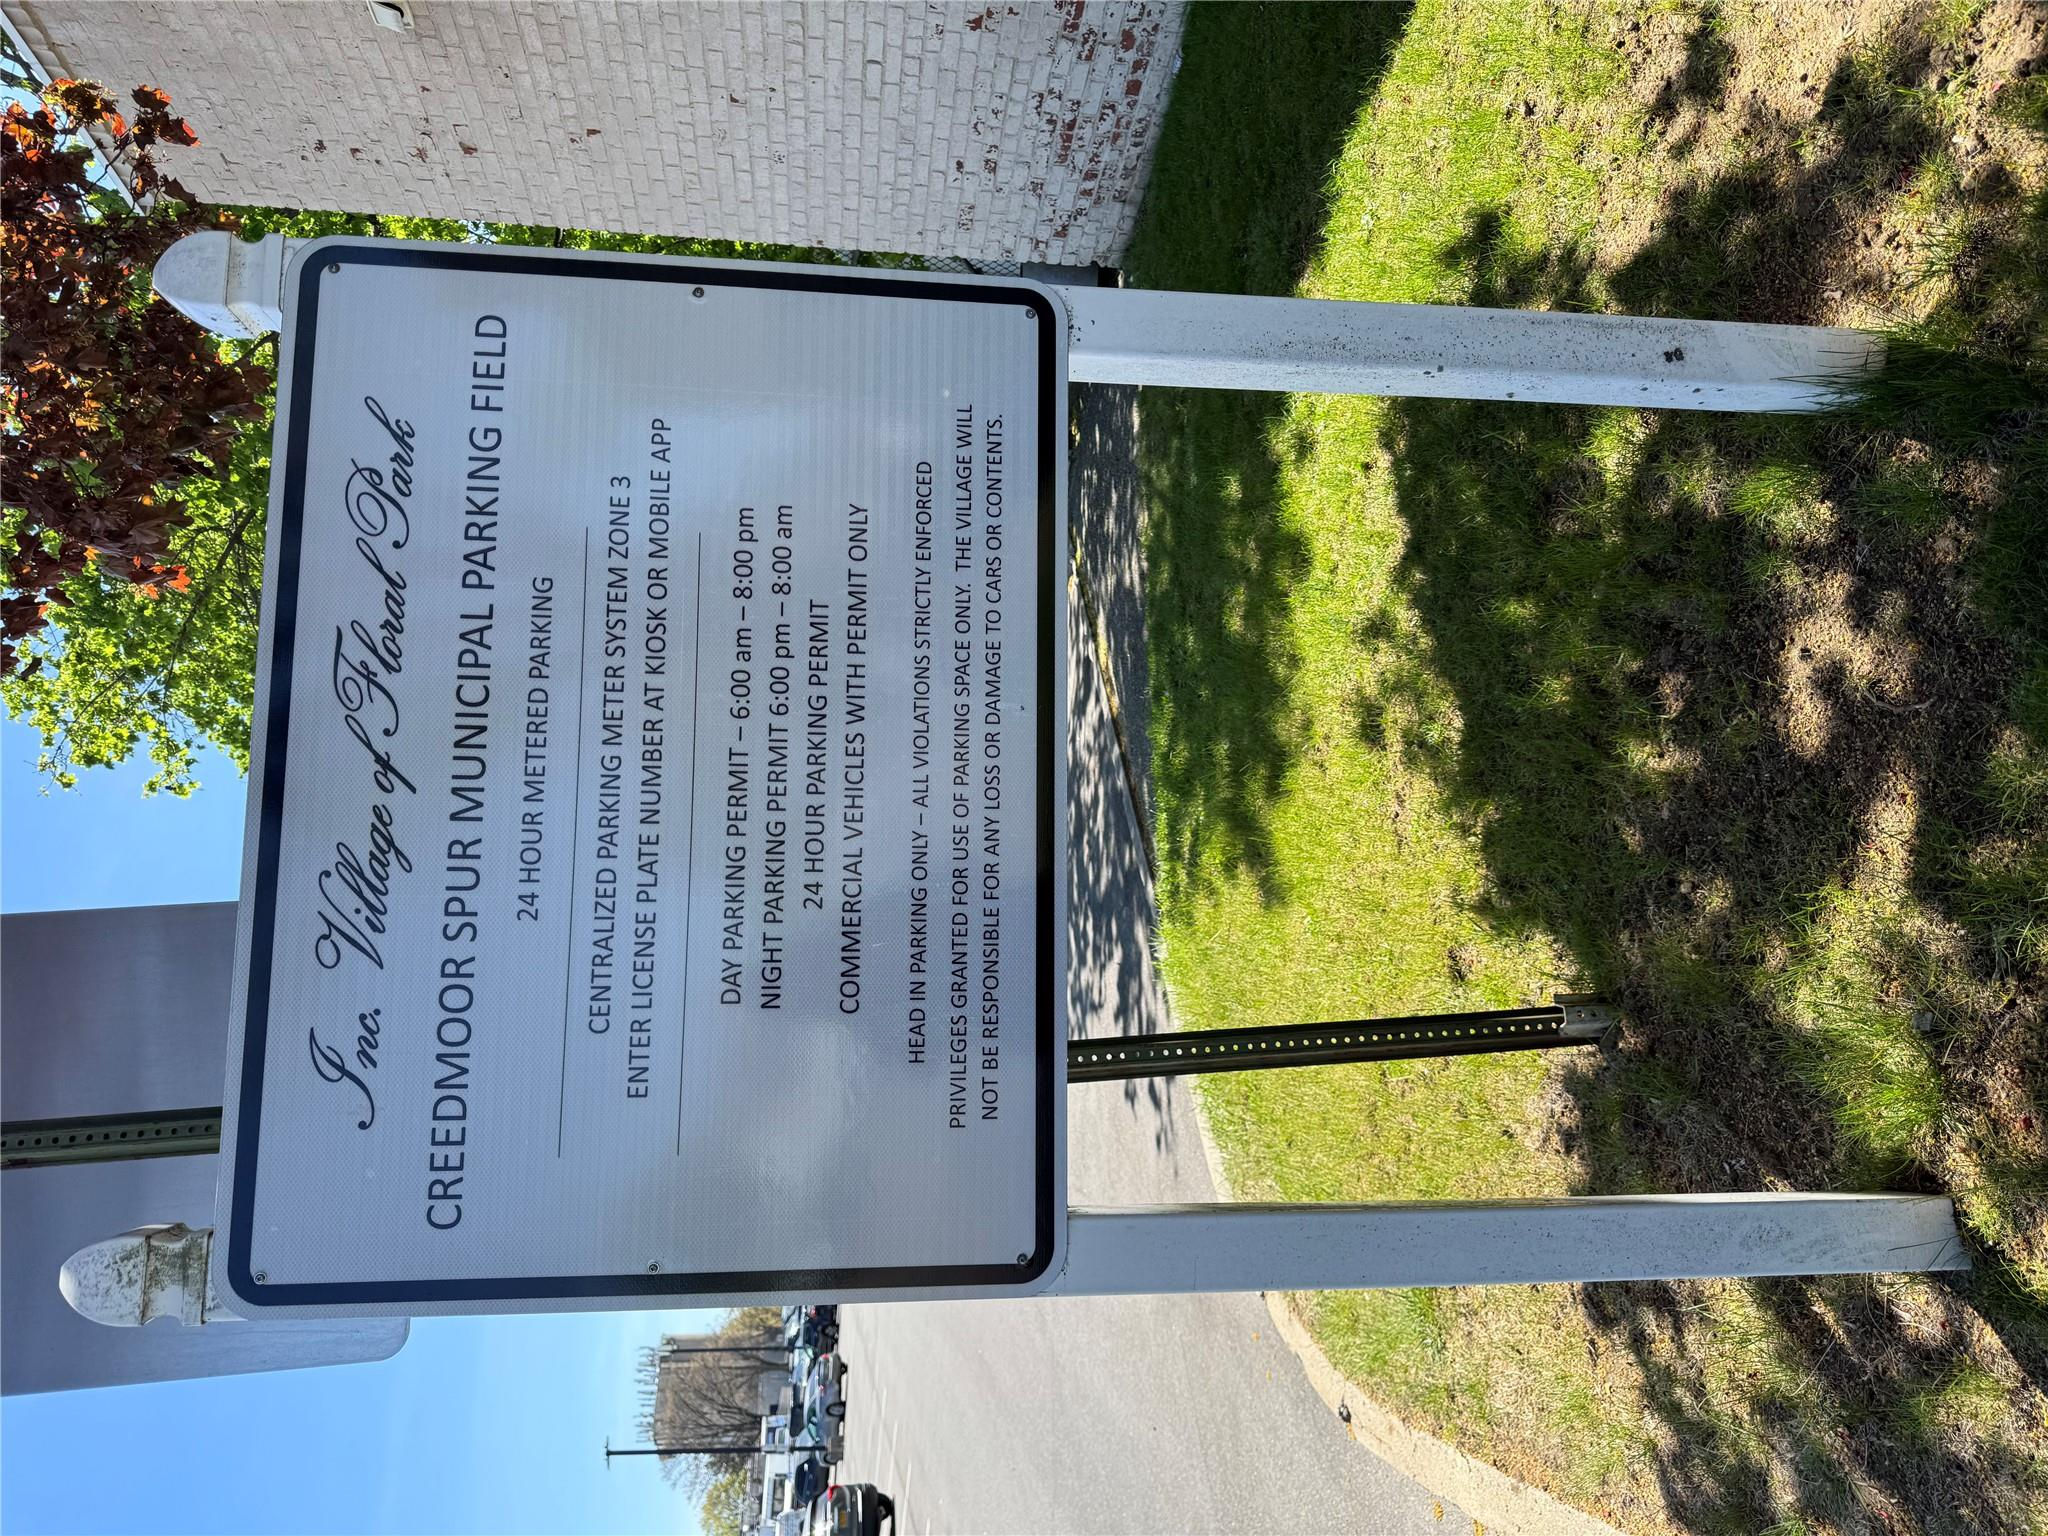 Inc. Village of Floral Park
CREEDMOOR SPUR MUNICIPAL PARKING FIELD
24 HOUR METERED PARKING
CENTRALIZED PARKING METER SYSTEM ZONE 3
ENTER LICENSE PLATE NUMBER AT KIOSK OR MOBILE APP
DAY PARKING PERMIT – 6:00 am – 8:00 pm
NIGHT PARKING PERMIT 6:00 pm – 8:00 am
24 HOUR PARKING PERMIT
COMMERCIAL VEHICLES WITH PERMIT ONLY
HEAD IN PARKING ONLY – ALL VIOLATIONS STRICTLY ENFORCED
PRIVILEGES GRANTED FOR USE OF PARKING SPACE ONLY. THE VILLAGE WILL
NOT BE RESPONSIBLE FOR ANY LOSS OR DAMAGE TO CARS OR CONTENTS.